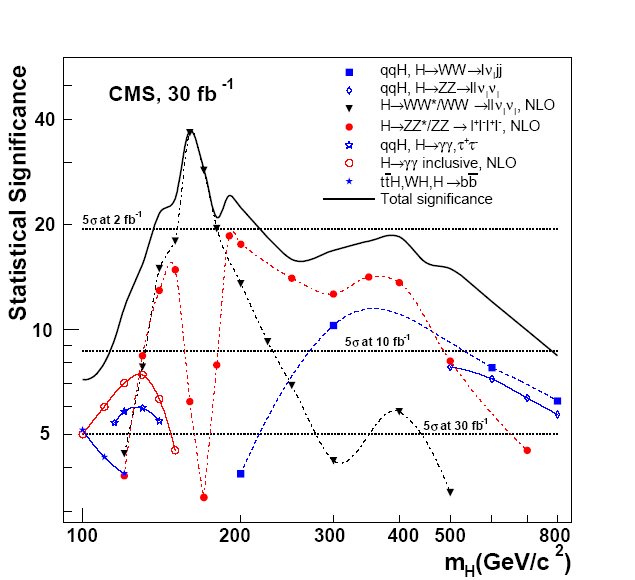 Statistical Significance
CMS, 30 fb⁻¹
qqH, H→WW→lνₗjj
qqH, H→ZZ→llνₗνₗ
H→WW*/WW →llνₗνₗ, NLO
H→ZZ*/ZZ → l⁺l⁻l⁺l⁻, NLO
qqH, H→γγ,τ⁺τ⁻
H→γγ inclusive, NLO
tt̄H,WH,H→bb̄
Total significance
40
20
10
5
5σ at 2 fb⁻¹
5σ at 10 fb⁻¹
5σ at 30 fb⁻¹
100 200 300 400 500 800
m_H(GeV/c²)